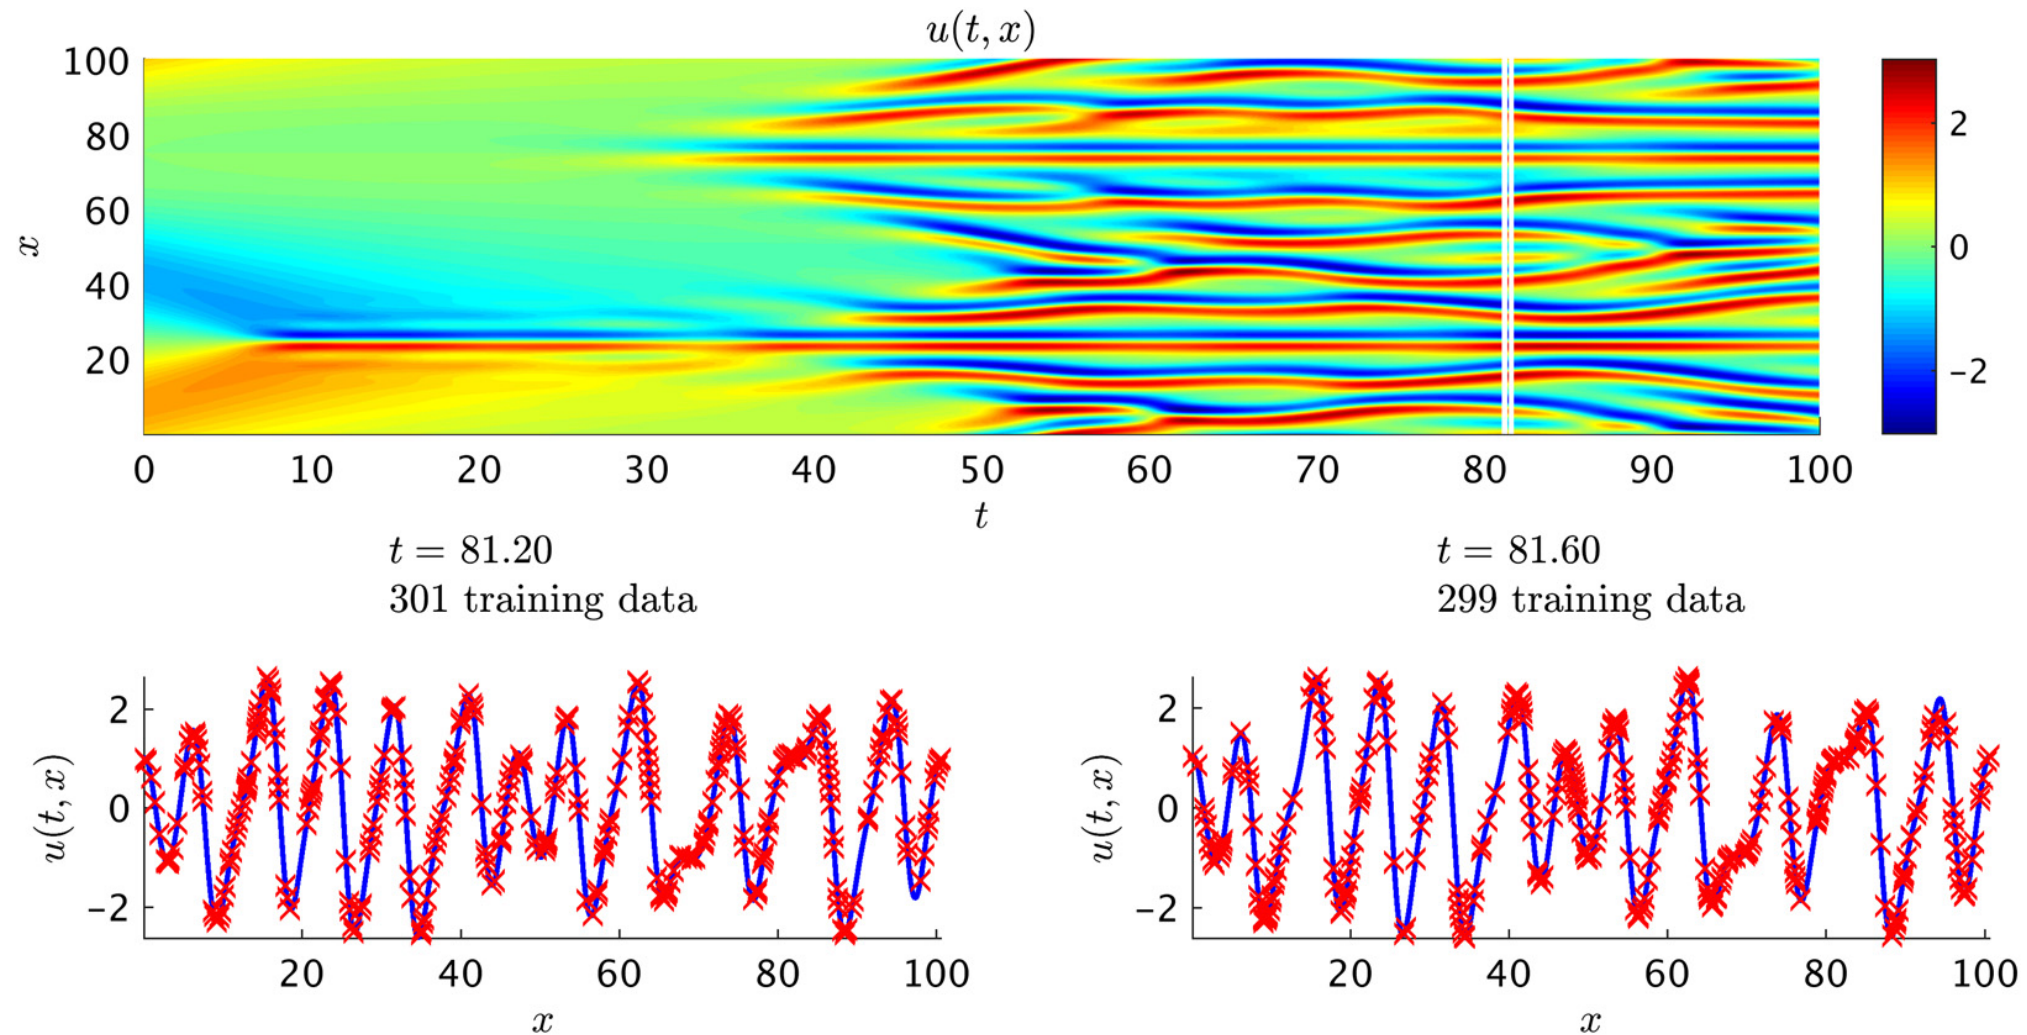 u(t, x)
100
80
60
40
20
x
0 10 20 30 40 50 60 70 80 90 100
t
2
0
−2
t = 81.20
301 training data
t = 81.60
299 training data
2
0
−2
u(t, x)
20 40 60 80 100
x
2
0
−2
u(t, x)
20 40 60 80 100
x